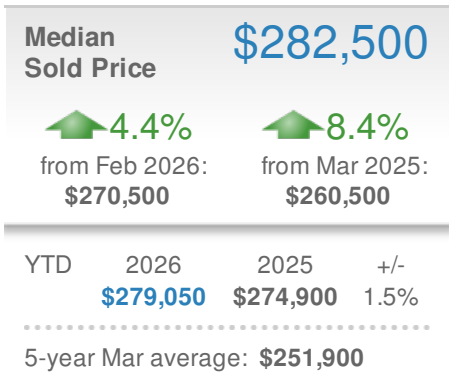 Median
Sold Price
$282,500
4.4%
from Feb 2026:
$270,500
8.4%
from Mar 2025:
$260,500
YTD 2026 2025 +/-
$279,050 $274,900 1.5%
5-year Mar average: $251,900